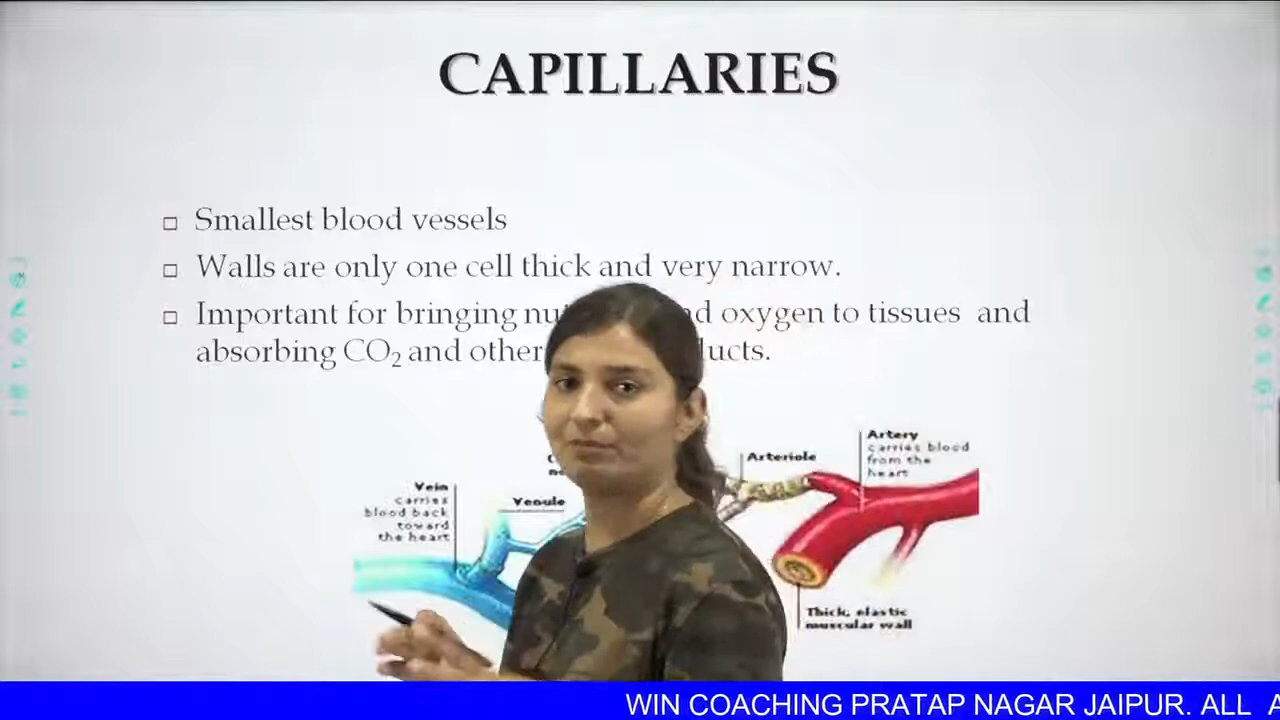 CAPILLARIES
Smallest blood vessels
Walls are only one cell thick and very narrow.
Important for bringing oxygen to tissues and
absorbing CO₂ and other
Artery
carries blood
from the
heart
Arteriole
Vein
carries
blood back
toward
the heart
Venule
Thick, elastic
muscular wall
WIN COACHING PRATAP NAGAR JAIPUR. ALL